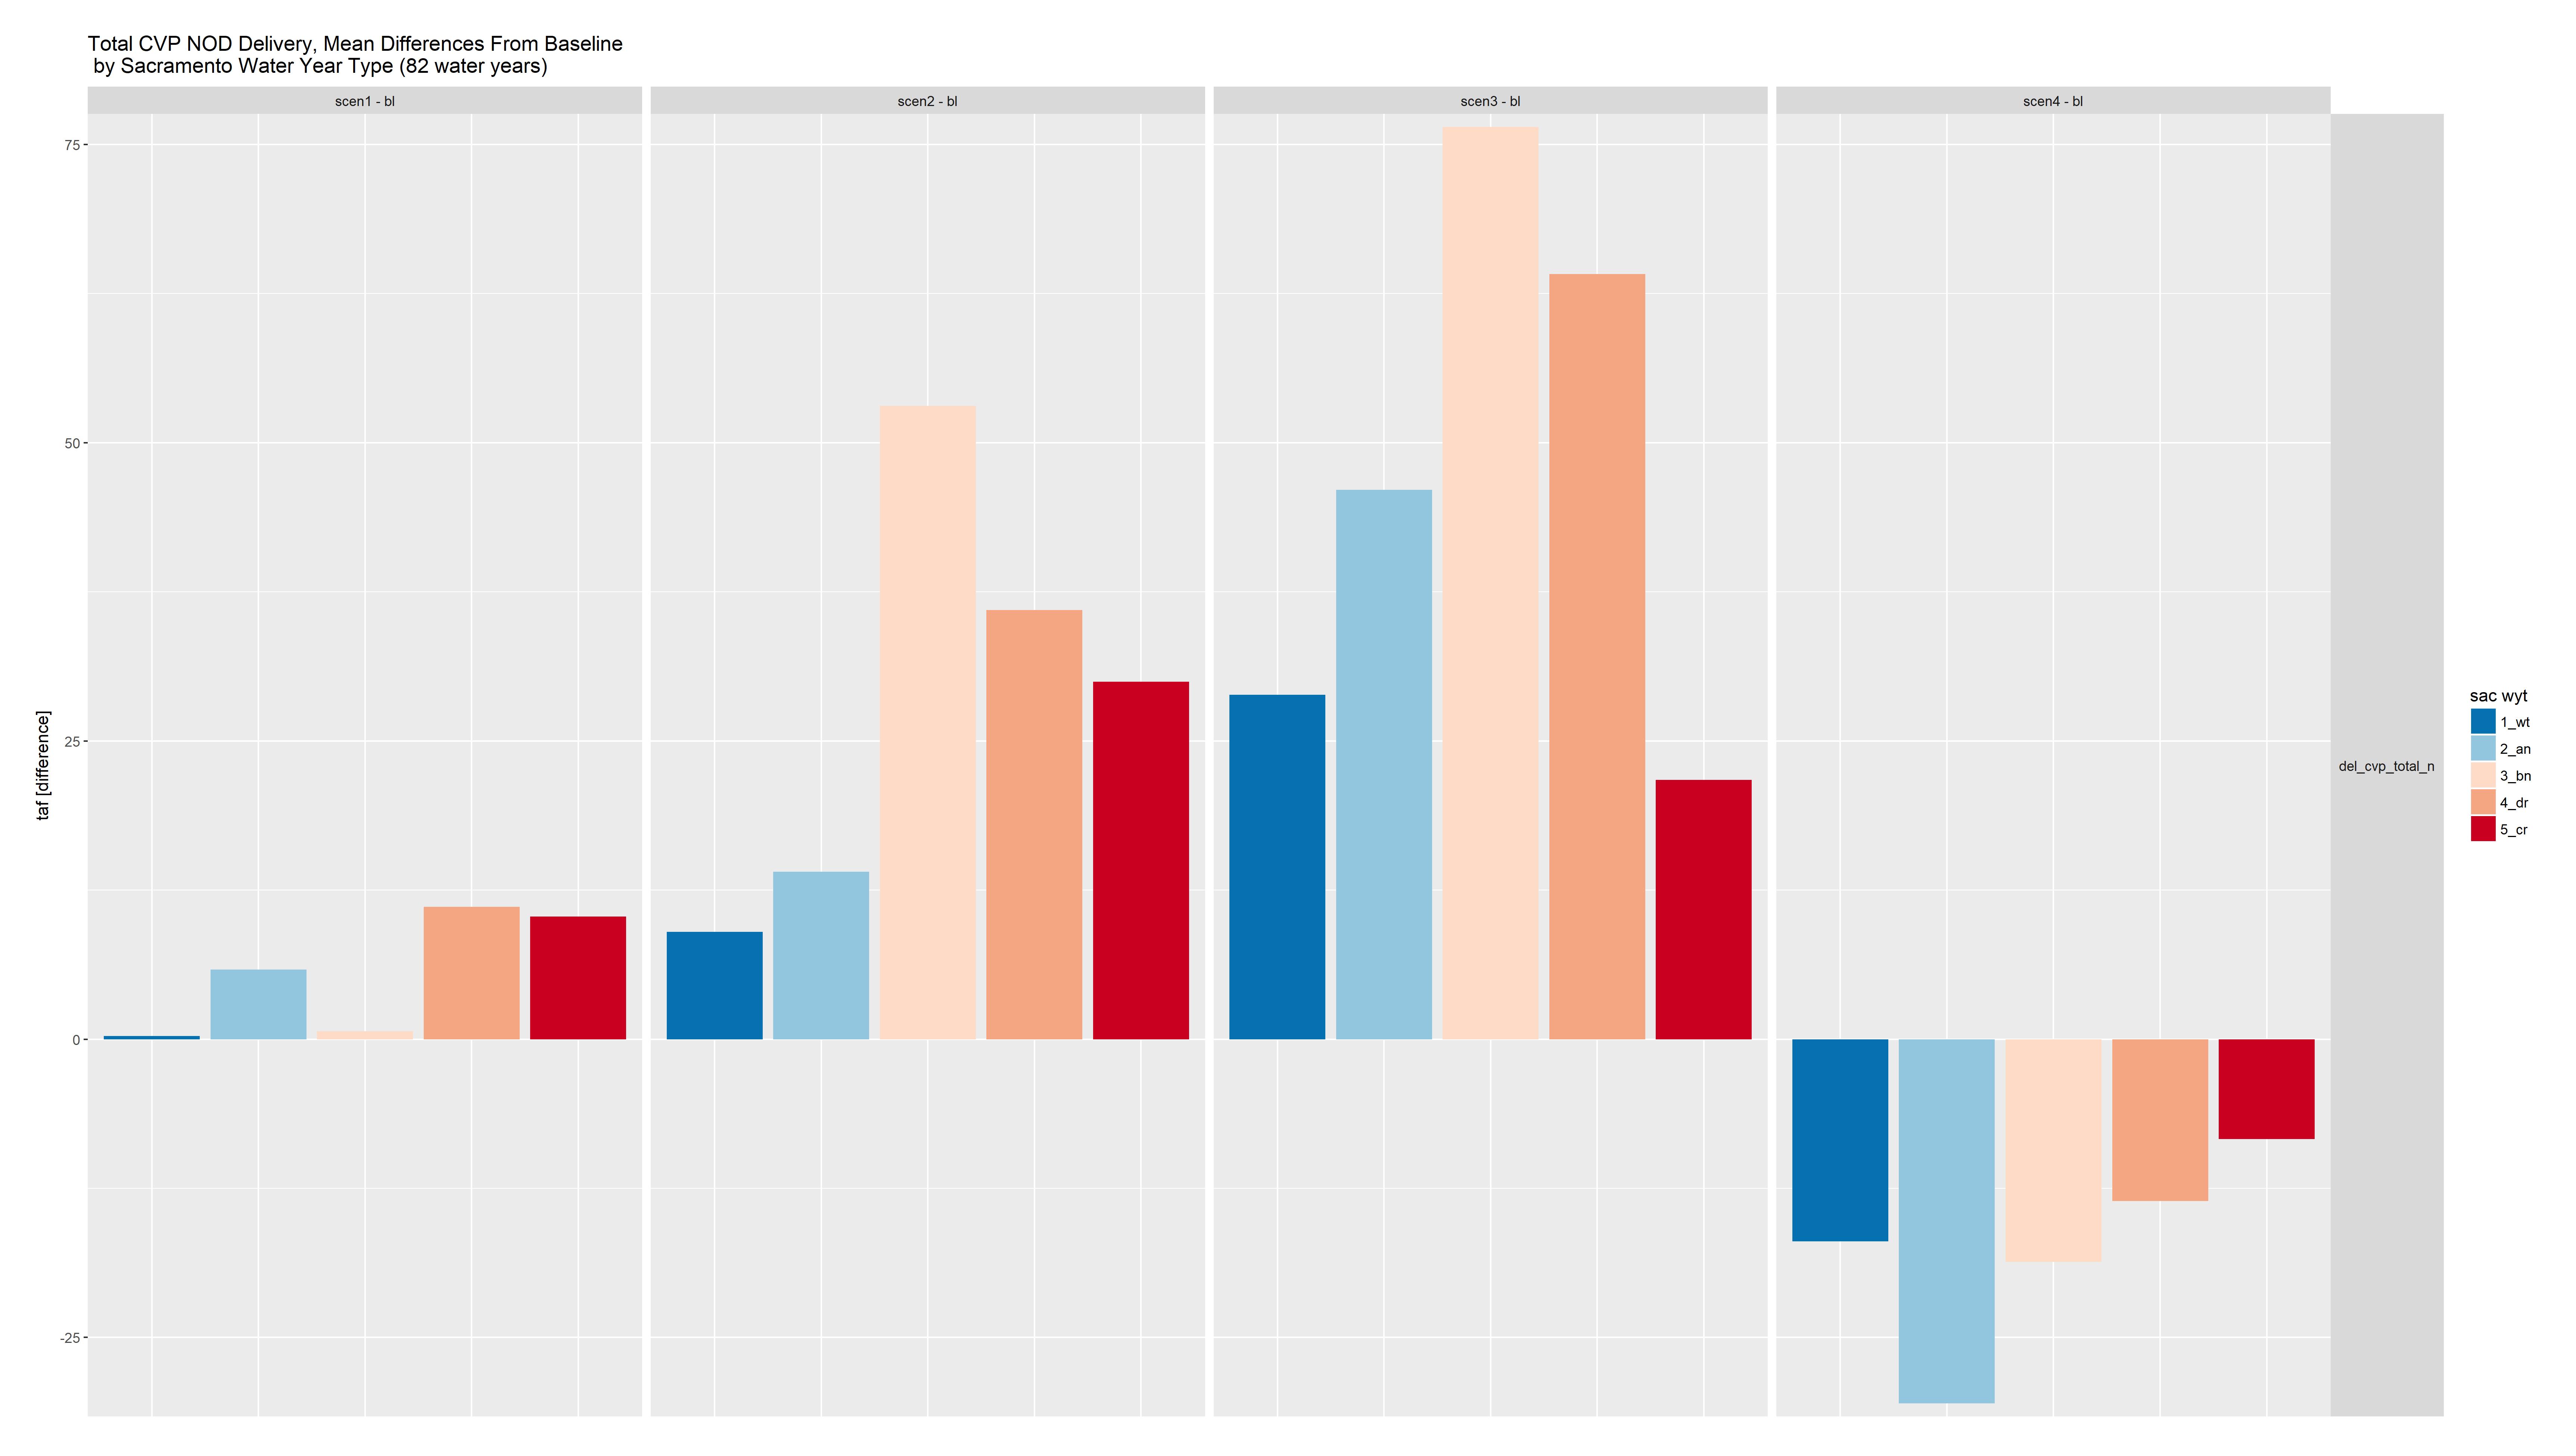 Total CVP NOD Delivery, Mean Differences From Baseline
by Sacramento Water Year Type (82 water years)
scen1 - bl
scen2 - bl
scen3 - bl
scen4 - bl
75
50
25
0
-25
taf [difference]
del_cvp_total_n
sac wyt
1_wt
2_an
3_bn
4_dr
5_cr